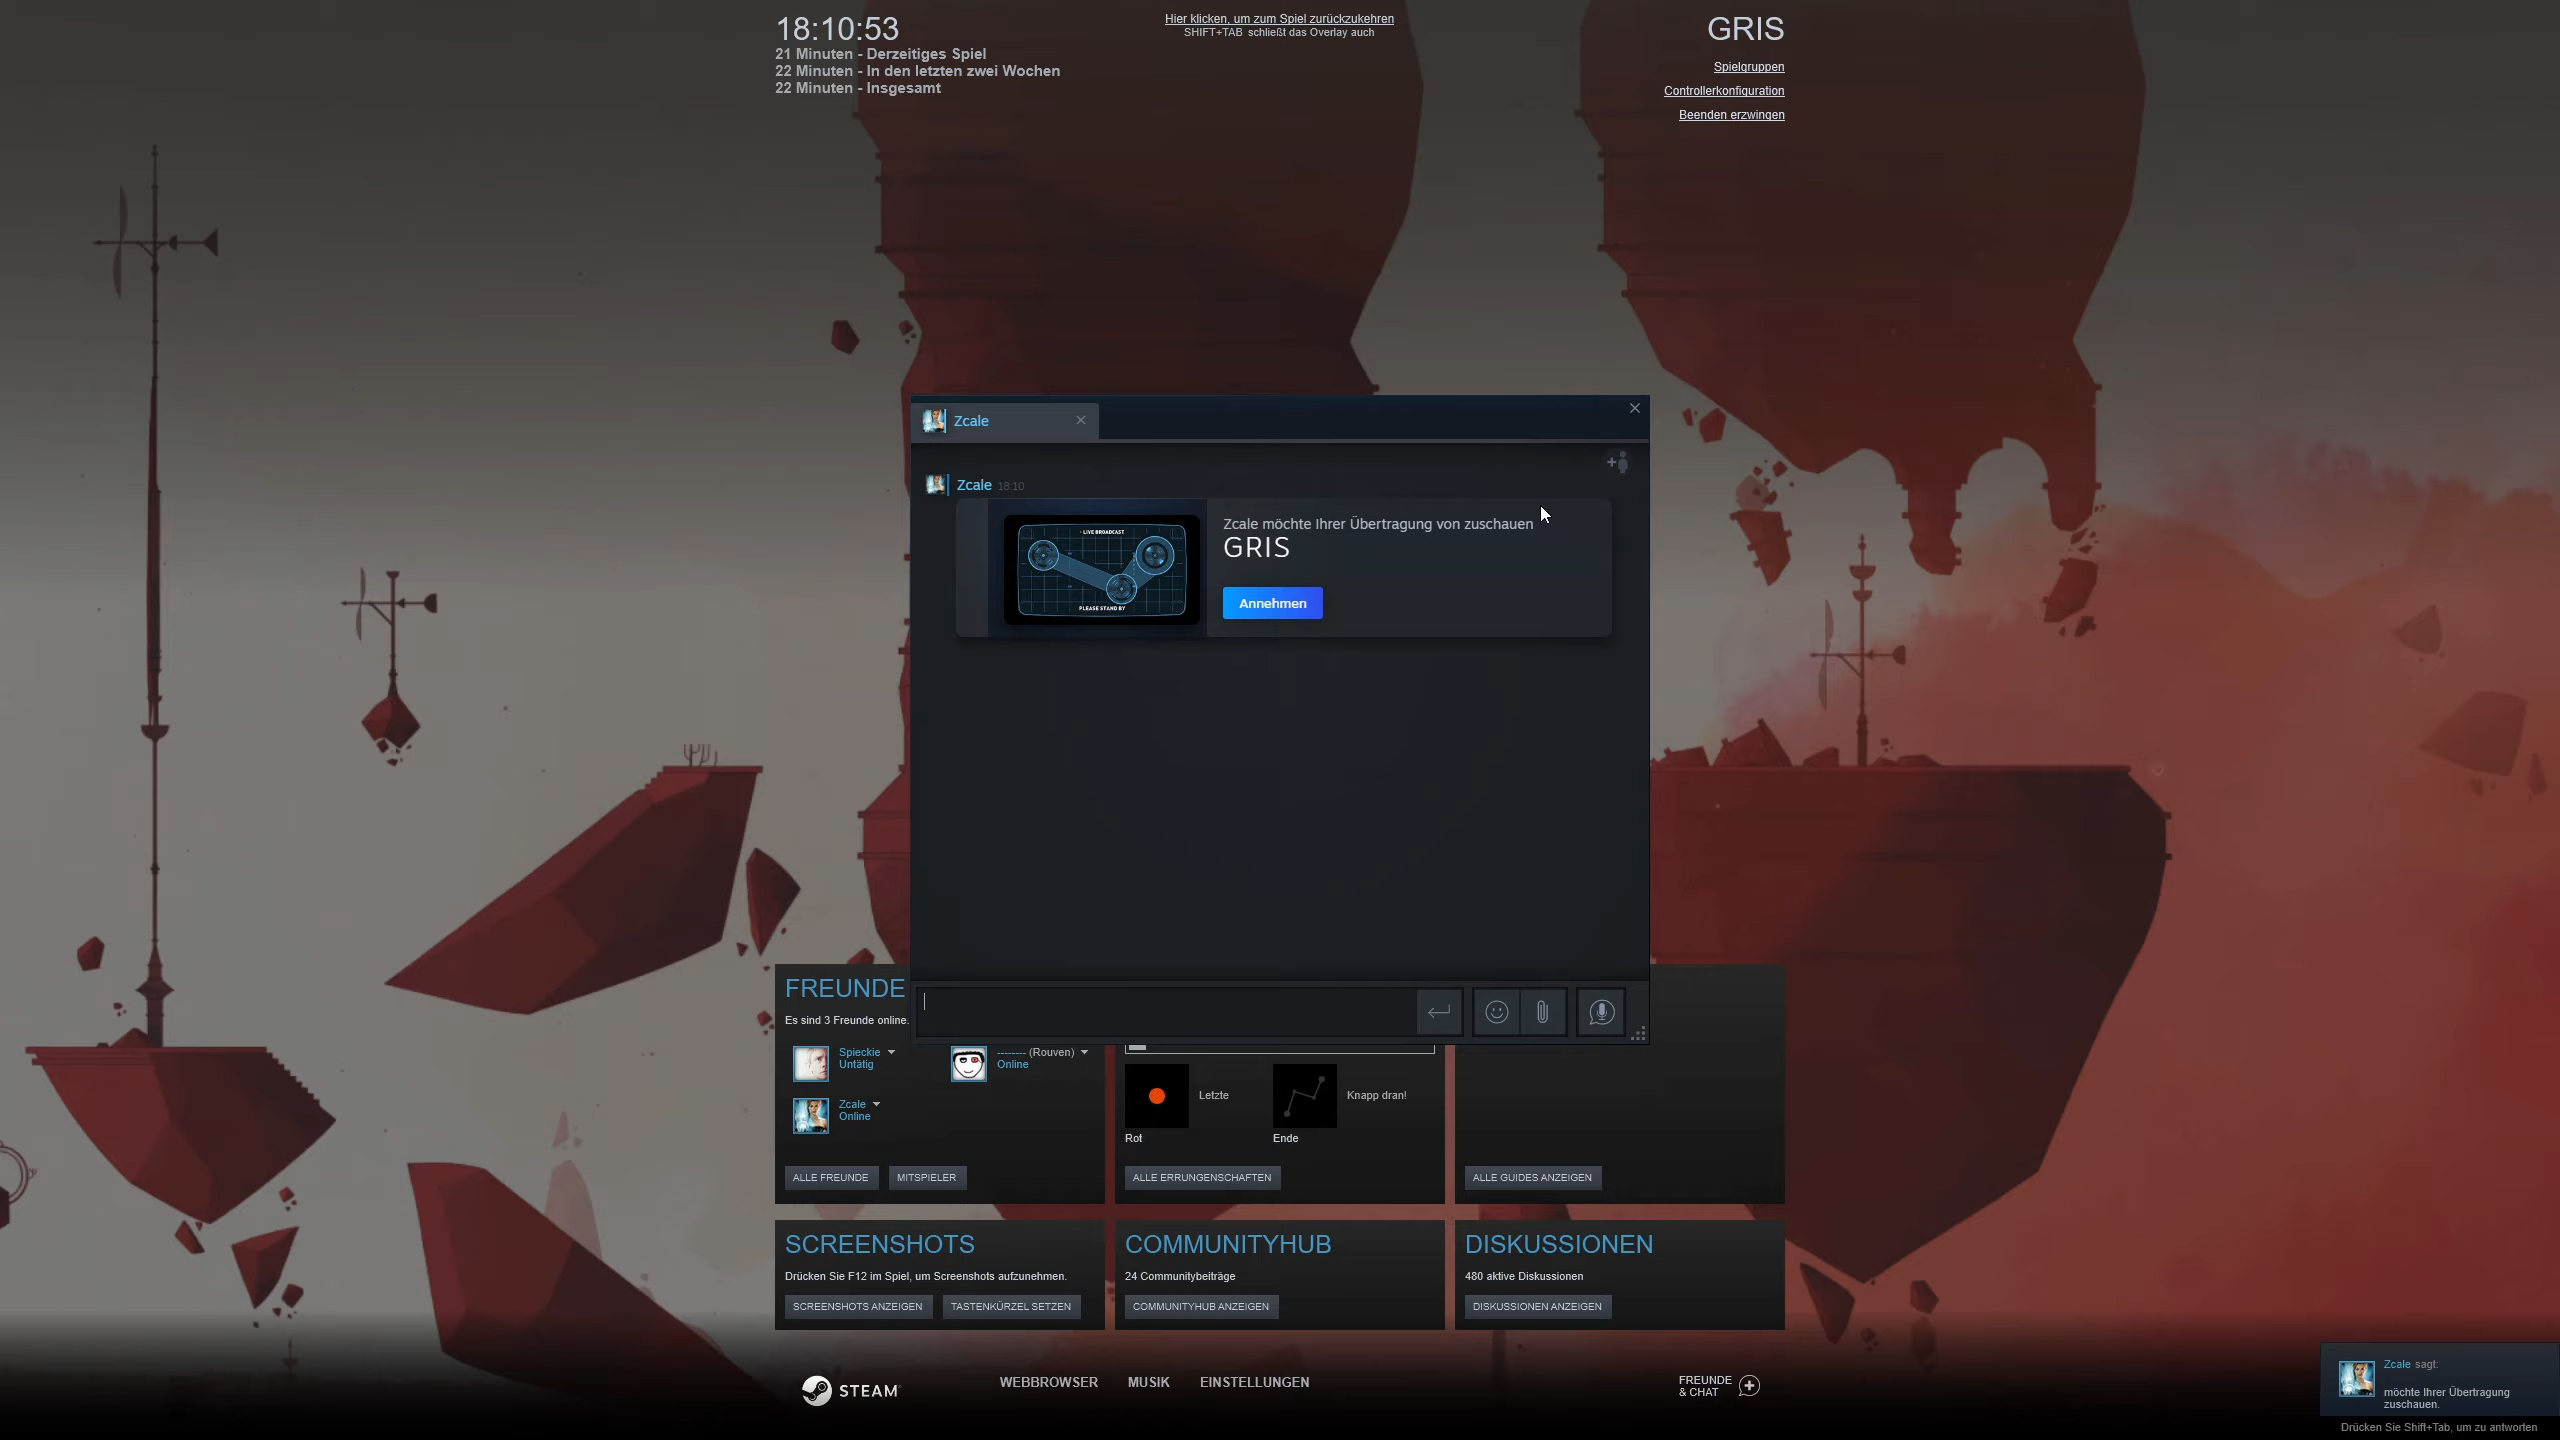 18:10:53
21 Minuten - Derzeitiges Spiel
22 Minuten - In den letzten zwei Wochen
22 Minuten - Insgesamt
Hier klicken, um zum Spiel zurückzukehren
SHIFT+TAB schließt das Overlay auch
GRIS
Spielgruppen
Controllerkonfiguration
Beenden erzwingen
Zcale
Zcale 18:10
LIVE BROADCAST
PLEASE STAND BY
Zcale möchte Ihrer Übertragung von zuschauen
GRIS
Annehmen
FREUNDE
Es sind 3 Freunde online.
Spieckie
Untätig
-------- (Rouven)
Online
Zcale
Online
ALLE FREUNDE
MITSPIELER
Letzte
Rot
Knapp dran!
Ende
ALLE ERRUNGENSCHAFTEN
ALLE GUIDES ANZEIGEN
SCREENSHOTS
Drücken Sie F12 im Spiel, um Screenshots aufzunehmen.
SCREENSHOTS ANZEIGEN
TASTENKÜRZEL SETZEN
COMMUNITYHUB
24 Communitybeiträge
COMMUNITYHUB ANZEIGEN
DISKUSSIONEN
480 aktive Diskussionen
DISKUSSIONEN ANZEIGEN
STEAM
WEBBROWSER
MUSIK
EINSTELLUNGEN
FREUNDE
& CHAT
Zcale sagt:
möchte Ihrer Übertragung
zuschauen.
Drücken Sie Shift+Tab, um zu antworten